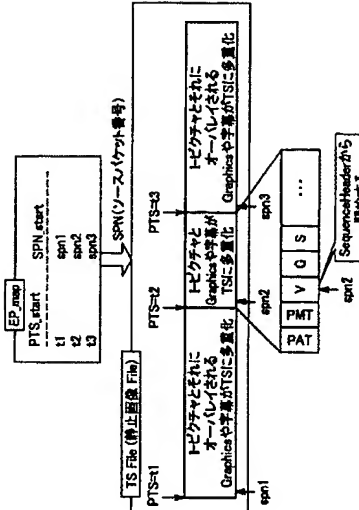 EP_map
PTS_start SPN_start
t1 spn1
t2 spn2
t3 spn3
SPN(ソースパケット番号)
TS File (静止画像 File)
PTS=t1
PTS=t2
PTS=t3
I-ピクチャとそれに
オーバレイされる
Graphicsや字幕がTSに多重化
I-ピクチャと
Graphicsや字幕が
TSに多重化
I-ピクチャとそれに
オーバレイされる
Graphicsや字幕がTSに多重化
spn1
spn2
spn3
PAT
PMT
V
G
S
...
spn2
SequenceHeaderから